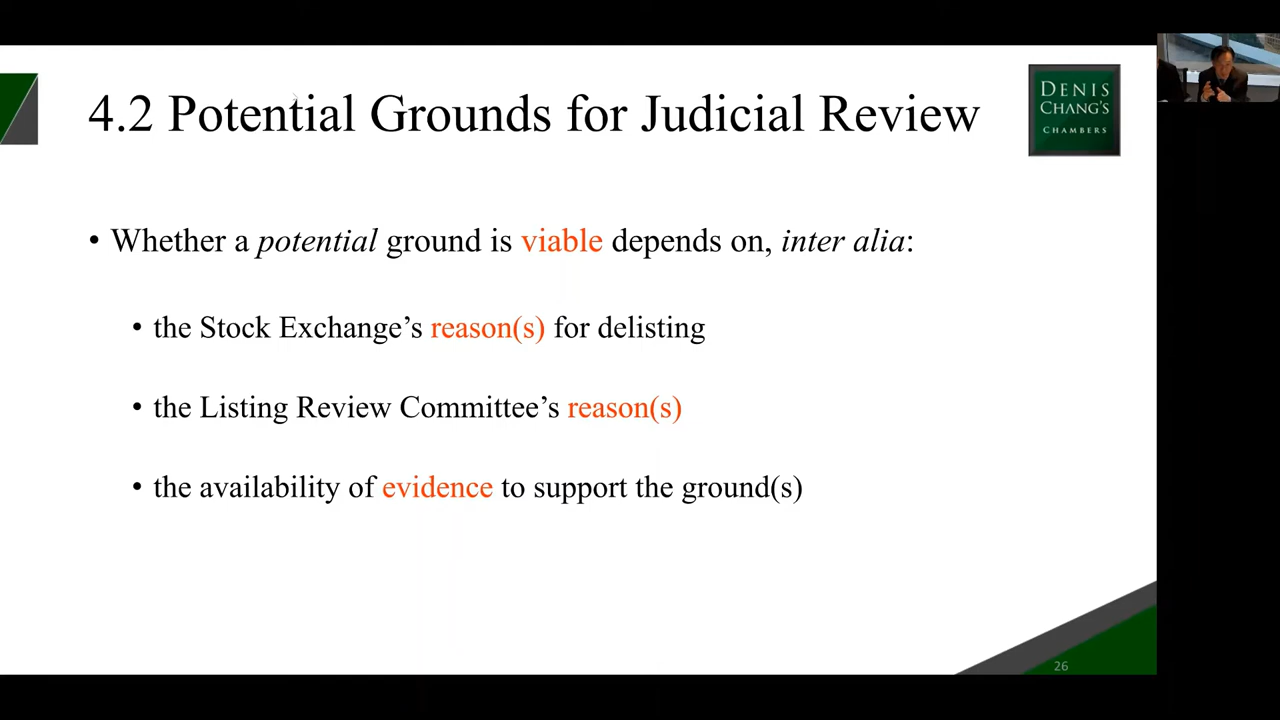 4.2 Potential Grounds for Judicial Review
DENIS
CHANG'S
CHAMBERS
• Whether a potential ground is viable depends on, inter alia:
• the Stock Exchange’s reason(s) for delisting
• the Listing Review Committee’s reason(s)
• the availability of evidence to support the ground(s)
26